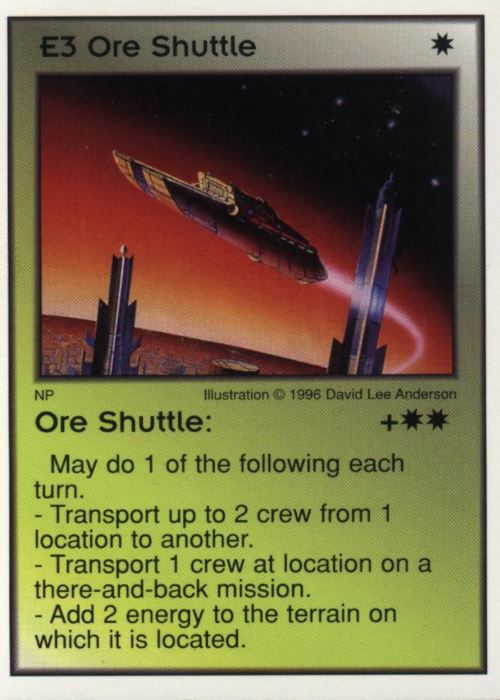 E3 Ore Shuttle
NP Illustration © 1996 David Lee Anderson
Ore Shuttle: +
May do 1 of the following each
turn.
- Transport up to 2 crew from 1
location to another.
- Transport 1 crew at location on a
there-and-back mission.
- Add 2 energy to the terrain on
which it is located.